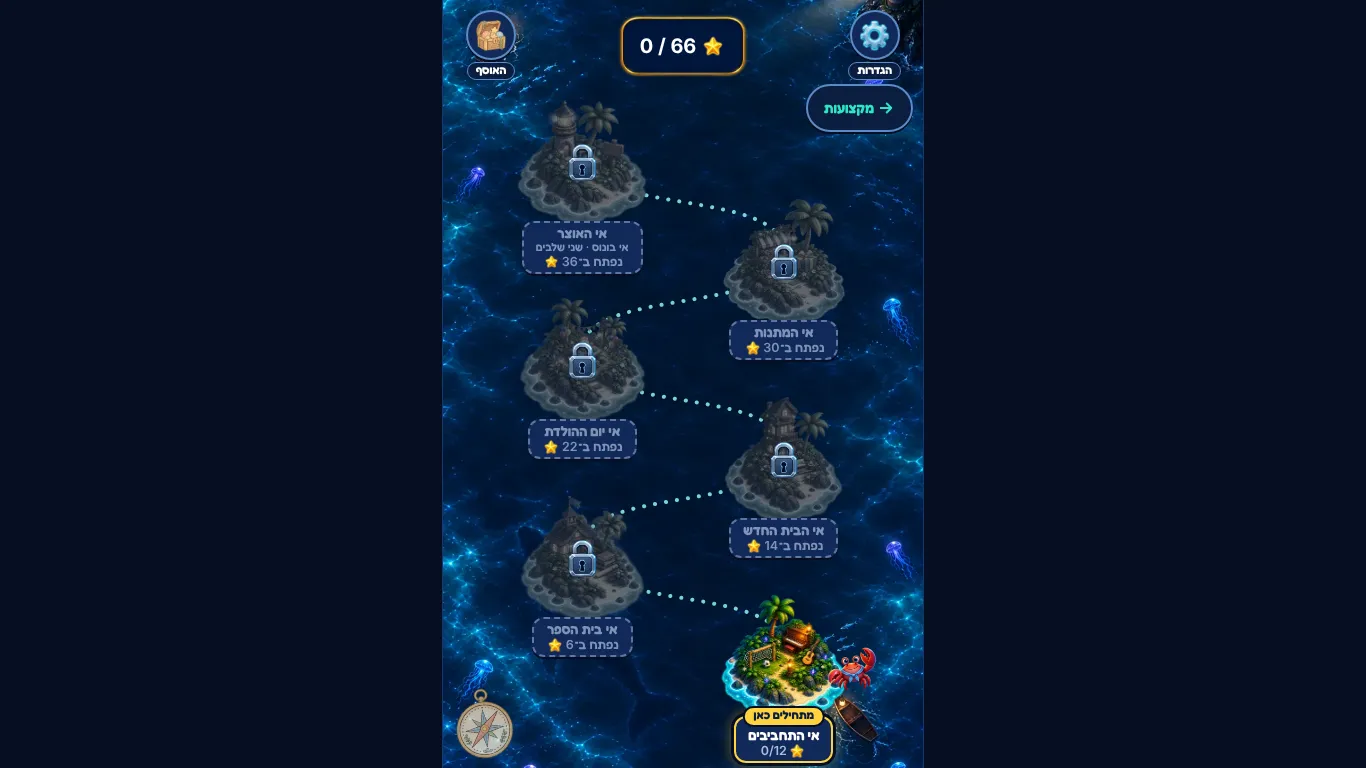 האוסף
0 / 66
הגדרות
→ מקצועות
אי האוצר
אי בונוס · שני שלבים
נפתח ב־36
אי המתנות
נפתח ב־30
אי יום ההולדת
נפתח ב־22
אי הבית החדש
נפתח ב־14
אי בית הספר
נפתח ב־6
מתחילים כאן
אי התחביבים
0/12